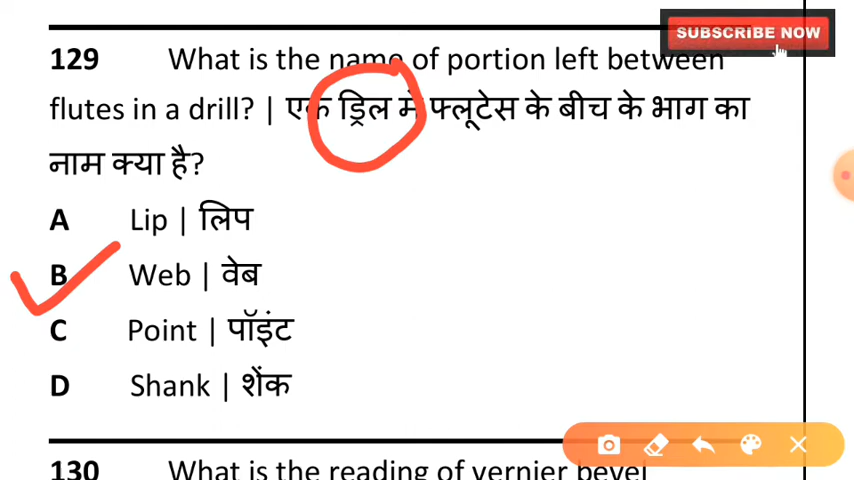 SUBSCRIBE NOW
129 What is the name of portion left between
flutes in a drill? | एक ड्रिल में फ्लूटेस के बीच के भाग का
नाम क्या है?
A Lip | लिप
B Web | वेब
C Point | पॉइंट
D Shank | शेंक
130 What is the reading of vernier bevel